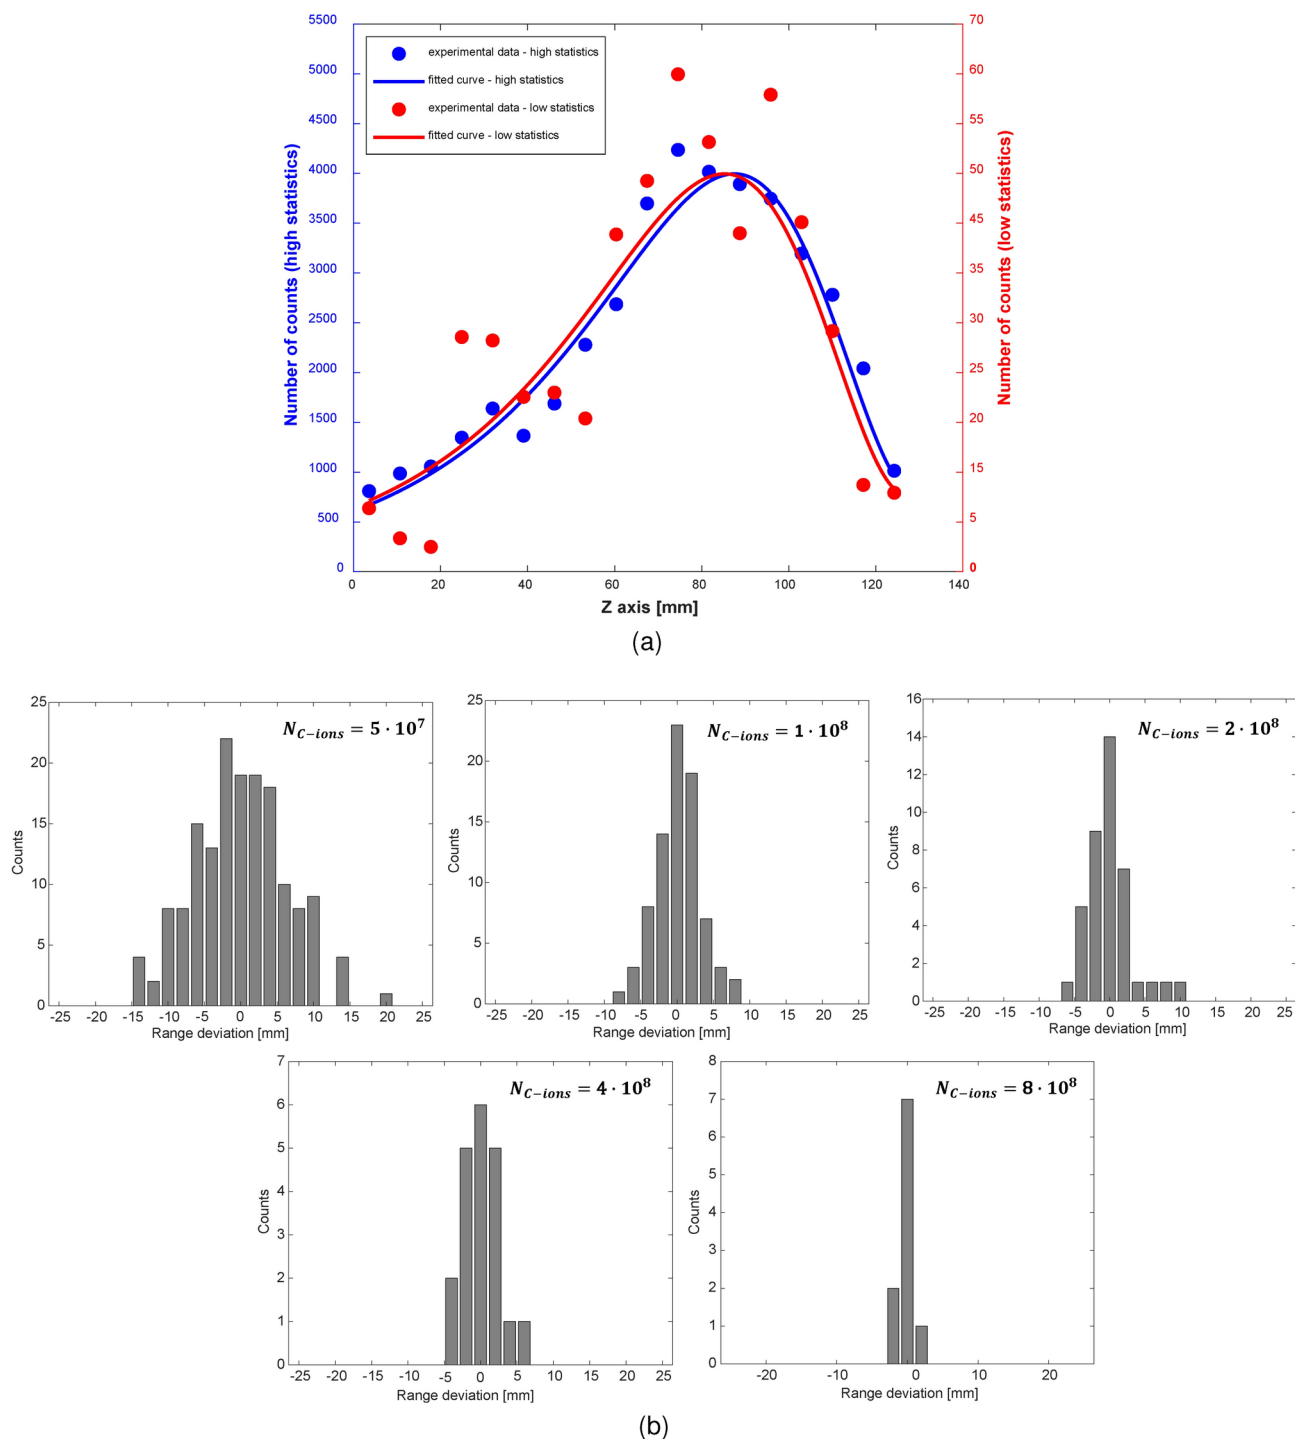 5500
5000
4500
4000
3500
3000
2500
2000
1500
1000
500
0
Number of counts (high statistics)
experimental data - high statistics
fitted curve - high statistics
experimental data - low statistics
fitted curve - low statistics
70
60
55
50
45
35
30
25
20
15
5
0
Number of counts (low statistics)
0 20 40 60 80 100 120 140
Z axis [mm]
(a)
25
20
15
10
5
0
Counts
N_{C-ions} = 5 · 10^7
-25 -20 -15 -10 -5 0 5 10 15 20 25
Range deviation [mm]
25
20
15
10
5
0
Counts
N_{C-ions} = 1 · 10^8
-25 -20 -15 -10 -5 0 5 10 15 20 25
Range deviation [mm]
16
14
12
10
8
6
4
2
0
Counts
N_{C-ions} = 2 · 10^8
-25 -20 -15 -10 -5 0 5 10 15 20 25
Range deviation [mm]
7
6
5
4
3
2
1
0
Counts
N_{C-ions} = 4 · 10^8
-25 -20 -15 -10 -5 0 5 10 15 20 25
Range deviation [mm]
8
7
6
5
4
3
2
1
0
Counts
N_{C-ions} = 8 · 10^8
-20 -10 0 10 20
Range deviation [mm]
(b)